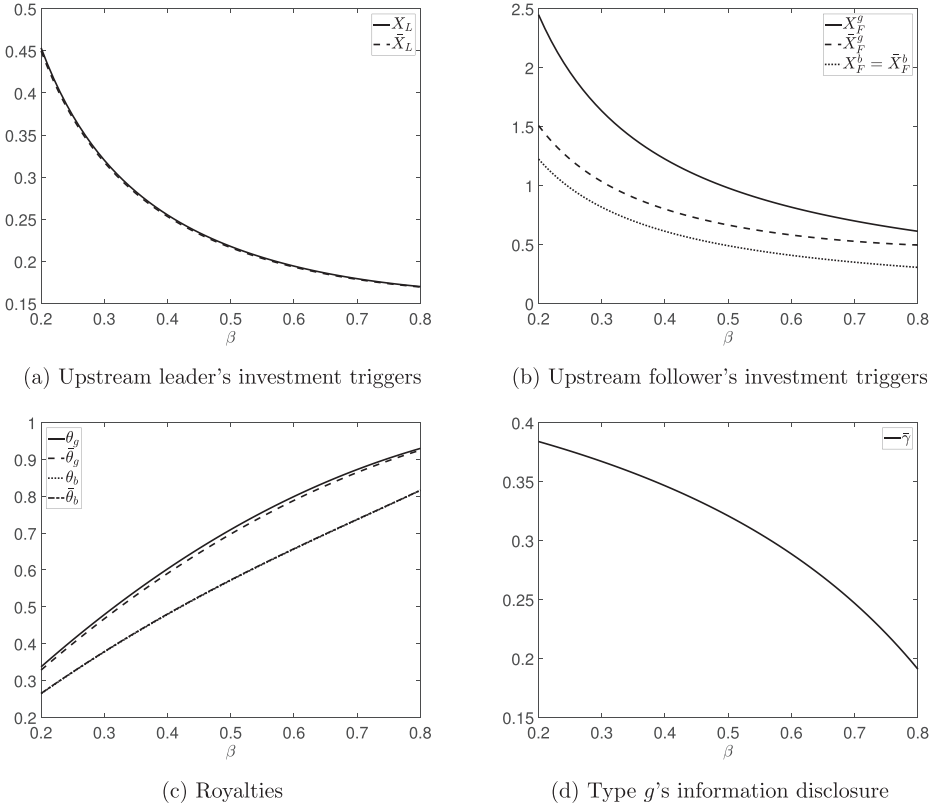 0.5
0.45
0.4
0.35
0.3
0.25
0.2
0.15
0.2 0.3 0.4 0.5 0.6 0.7 0.8
β
X_L
X̄_L
(a) Upstream leader's investment triggers
2.5
2
1.5
1
0.5
0
0.2 0.3 0.4 0.5 0.6 0.7 0.8
β
X_F^g
X̄_F^g
X_F^b = X̄_F^b
(b) Upstream follower's investment triggers
1
0.9
0.8
0.7
0.6
0.5
0.4
0.3
0.2
0.2 0.3 0.4 0.5 0.6 0.7 0.8
β
θ_g
θ̄_g
θ_b
θ̄_b
(c) Royalties
0.4
0.35
0.3
0.25
0.2
0.15
0.2 0.3 0.4 0.5 0.6 0.7 0.8
β
γ̄
(d) Type g's information disclosure